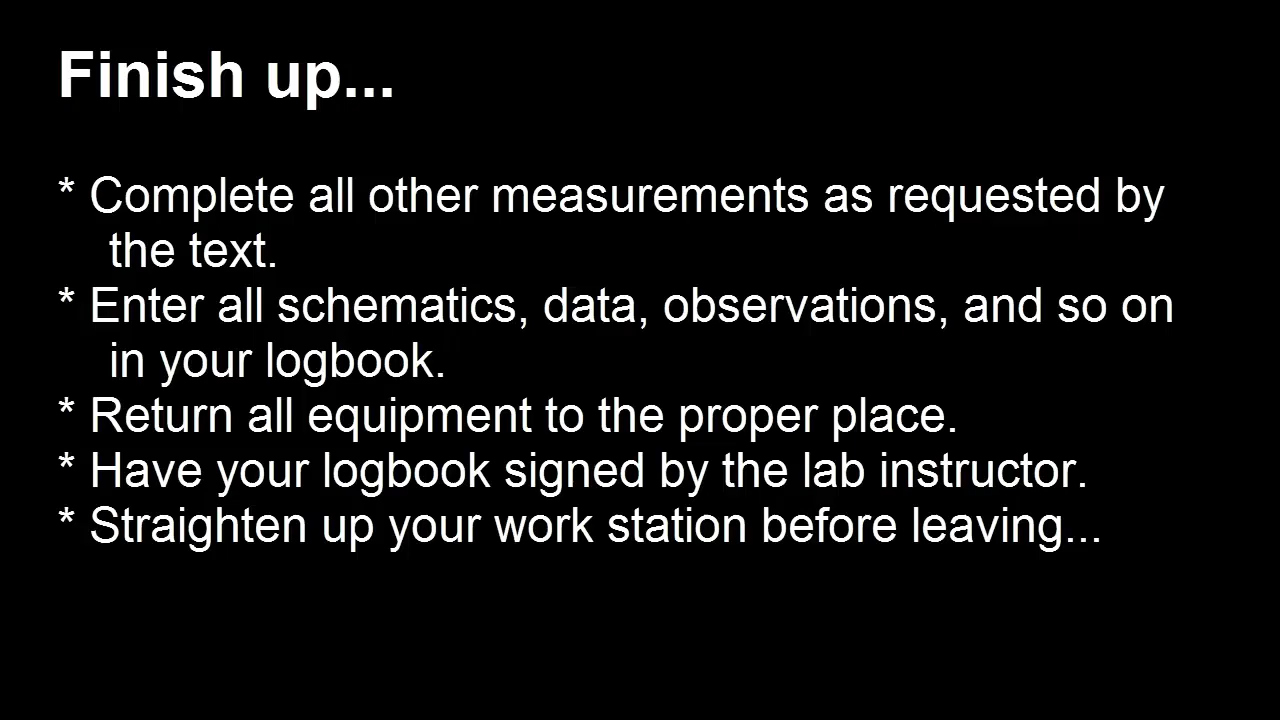 Finish up...
* Complete all other measurements as requested by
the text.
* Enter all schematics, data, observations, and so on
in your logbook.
* Return all equipment to the proper place.
* Have your logbook signed by the lab instructor.
* Straighten up your work station before leaving...